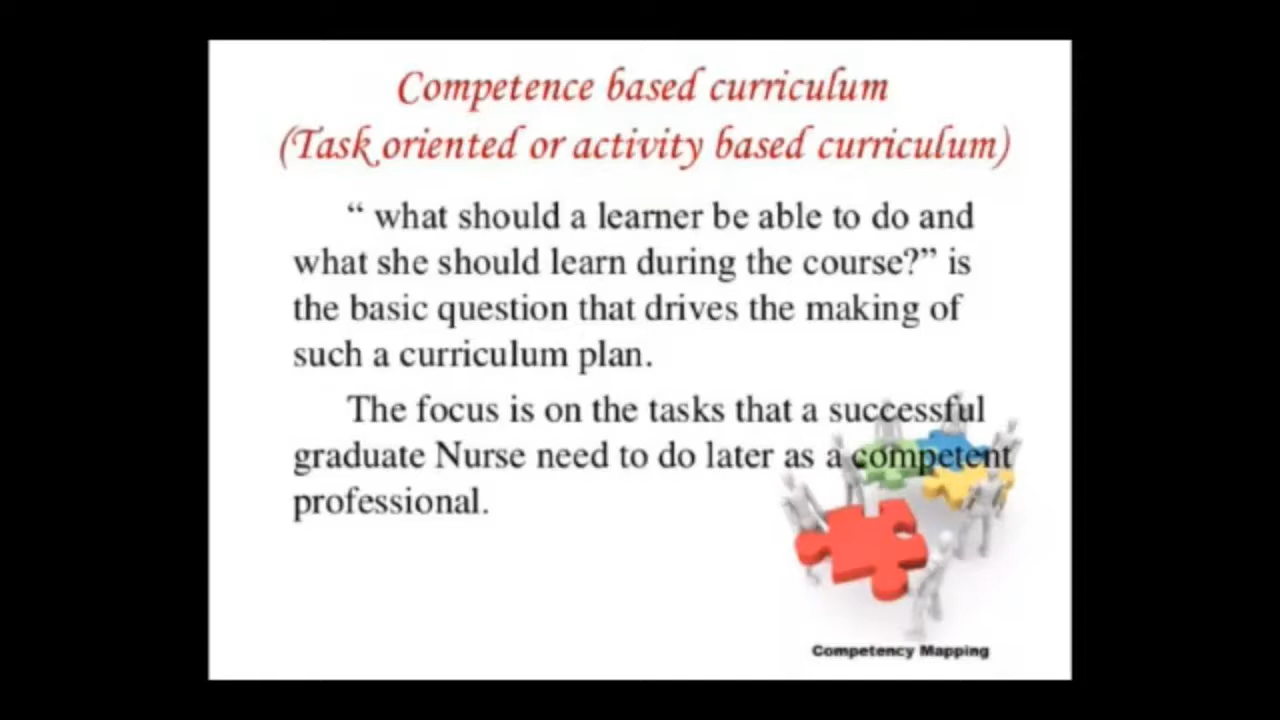 Competence based curriculum
(Task oriented or activity based curriculum)
“ what should a learner be able to do and
what she should learn during the course?” is
the basic question that drives the making of
such a curriculum plan.
The focus is on the tasks that a successful
graduate Nurse need to do later as a competent
professional.
Competency Mapping